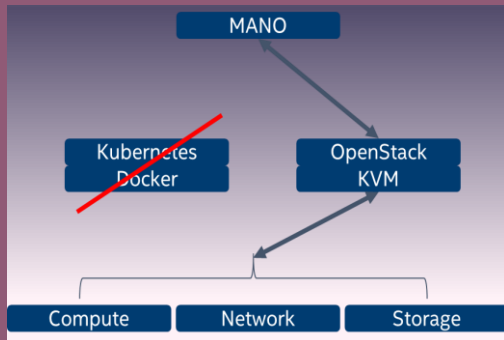 MANO
Kubernetes
Docker
OpenStack
KVM
Compute
Network
Storage